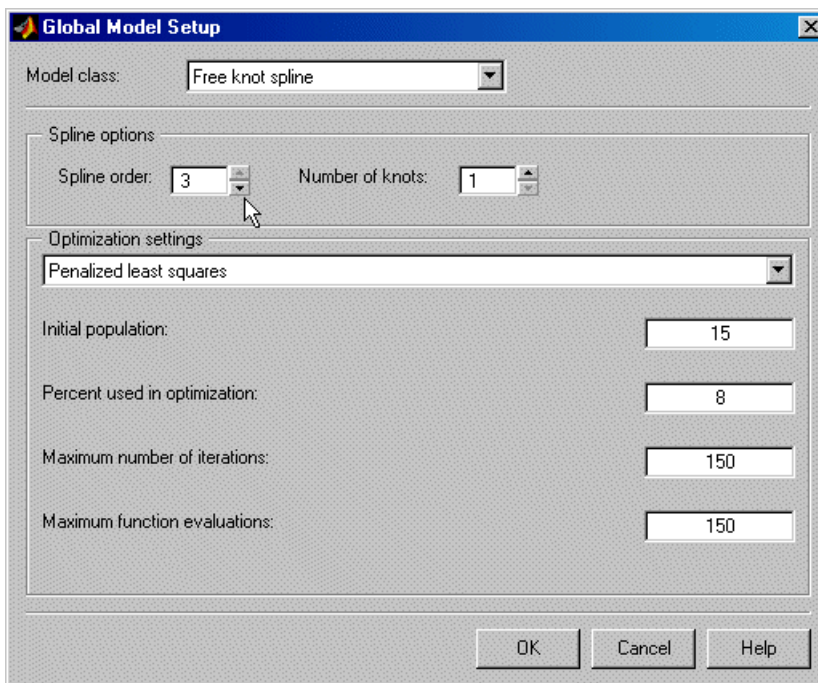 Global Model Setup
Model class: Free knot spline
Spline options
Spline order: 3 Number of knots: 1
Optimization settings
Penalized least squares
Initial population: 15
Percent used in optimization: 8
Maximum number of iterations: 150
Maximum function evaluations: 150
OK Cancel Help